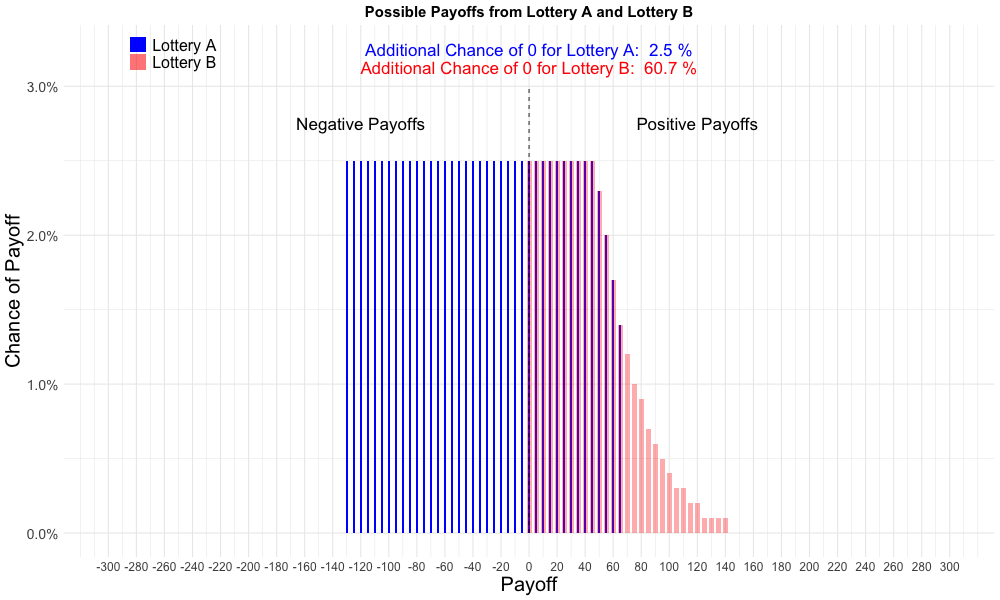 Possible Payoffs from Lottery A and Lottery B
Lottery A
Lottery B
Additional Chance of 0 for Lottery A:  2.5 %
Additional Chance of 0 for Lottery B:  60.7 %
Negative Payoffs
Positive Payoffs
Chance of Payoff
3.0%
2.0%
1.0%
0.0%
-300 -280 -260 -240 -220 -200 -180 -160 -140 -120 -100 -80 -60 -40 -20 0 20 40 60 80 100 120 140 160 180 200 220 240 260 280 300
Payoff